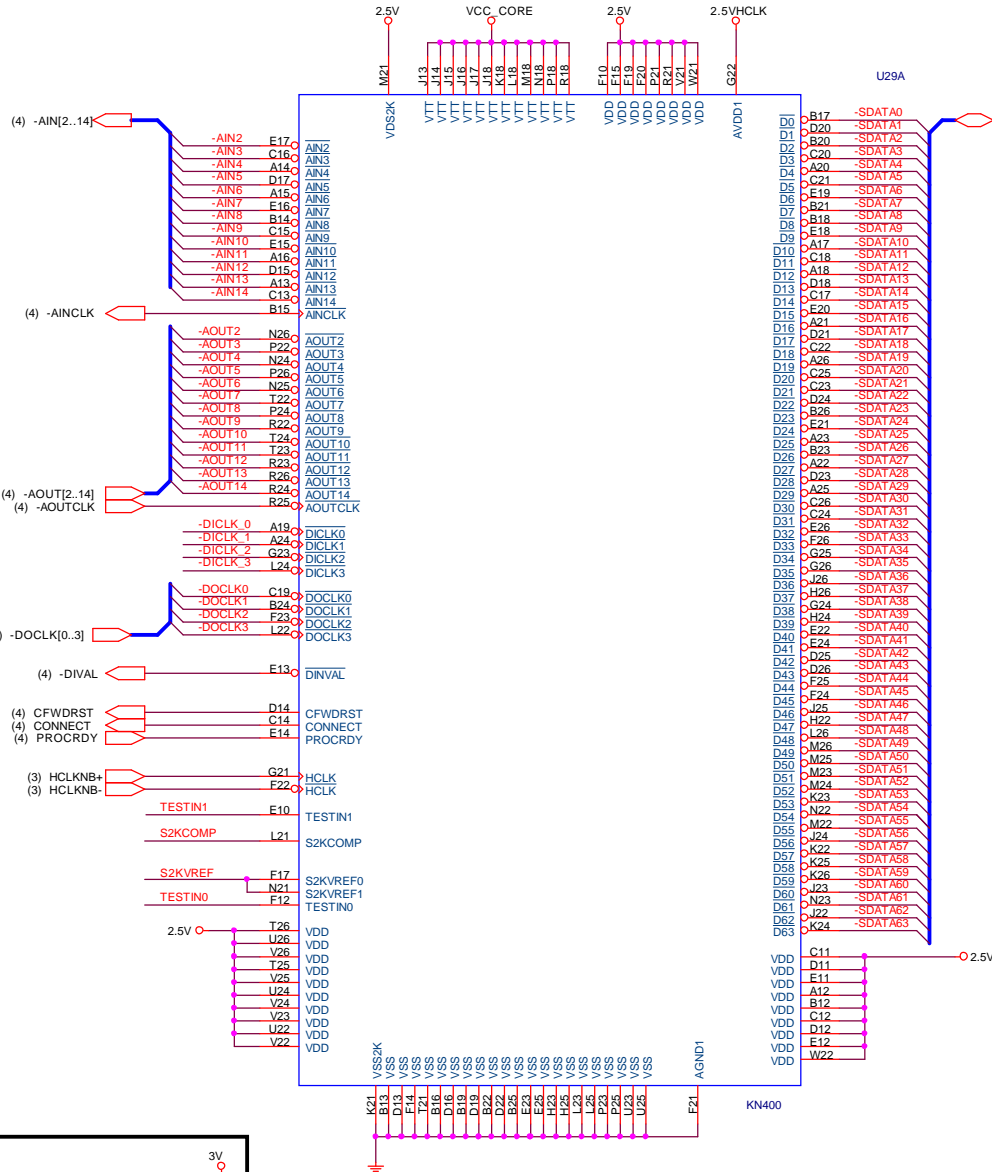 2.5V VCC_CORE 2.5V 2.5VHCLK
M21 J13 J14 J15 J16 J17 J18 K18 L18 M18 N18 P18 R18 F10 F15 F19 F20 P21 R21 V21 W21 G22
U29A
VDS2K VTT VTT VTT VTT VTT VTT VTT VTT VTT VTT VTT VTT VDD VDD VDD VDD VDD VDD VDD VDD AVDD1
(4) -AIN[2..14]
-AIN2 E17 AIN2
-AIN3 C16 AIN3
-AIN4 A14 AIN4
-AIN5 D17 AIN5
-AIN6 A15 AIN6
-AIN7 E16 AIN7
-AIN8 B14 AIN8
-AIN9 C15 AIN9
-AIN10 E15 AIN10
-AIN11 A16 AIN11
-AIN12 D15 AIN12
-AIN13 A13 AIN13
-AIN14 C13 AIN14
(4) -AINCLK B15 AINCLK
-AOUT2 N26 AOUT2
-AOUT3 P22 AOUT3
-AOUT4 N24 AOUT4
-AOUT5 P26 AOUT5
-AOUT6 N25 AOUT6
-AOUT7 T22 AOUT7
-AOUT8 P24 AOUT8
-AOUT9 R22 AOUT9
-AOUT10 T24 AOUT10
-AOUT11 T23 AOUT11
-AOUT12 R23 AOUT12
-AOUT13 R26 AOUT13
-AOUT14 R24 AOUT14
(4) -AOUT[2..14]
(4) -AOUTCLK R25 AOUTCLK
-DICLK_0 A19 DICLK0
-DICLK_1 A24 DICLK1
-DICLK_2 G23 DICLK2
-DICLK_3 L24 DICLK3
-DOCLK0 C19 DOCLK0
-DOCLK1 B24 DOCLK1
-DOCLK2 F23 DOCLK2
-DOCLK3 L22 DOCLK3
) -DOCLK[0..3]
(4) -DIVAL E13 DINVAL
(4) CFWDRST D14 CFWDRST
(4) CONNECT C14 CONNECT
(4) PROCRDY E14 PROCRDY
(3) HCLKNB+ G21 HCLK
(3) HCLKNB- F22 HCLK
TESTIN1 E10 TESTIN1
S2KCOMP L21 S2KCOMP
S2KVREF F17 S2KVREF0
N21 S2KVREF1
TESTIN0 F12 TESTIN0
2.5V T26 VDD
U26 VDD
V26 VDD
T25 VDD
V25 VDD
U24 VDD
V24 VDD
V23 VDD
U22 VDD
V22 VDD
D0 B17 -SDATA0
D1 D20 -SDATA1
D2 B20 -SDATA2
D3 C20 -SDATA3
D4 A20 -SDATA4
D5 C21 -SDATA5
D6 E19 -SDATA6
D7 B21 -SDATA7
D8 B18 -SDATA8
D9 E18 -SDATA9
D10 A17 -SDATA10
D11 C18 -SDATA11
D12 A18 -SDATA12
D13 D18 -SDATA13
D14 C17 -SDATA14
D15 E20 -SDATA15
D16 A21 -SDATA16
D17 D21 -SDATA17
D18 C22 -SDATA18
D19 A26 -SDATA19
D20 C25 -SDATA20
D21 C23 -SDATA21
D22 D24 -SDATA22
D23 B26 -SDATA23
D24 E21 -SDATA24
D25 A23 -SDATA25
D26 B23 -SDATA26
D27 A22 -SDATA27
D28 D23 -SDATA28
D29 A25 -SDATA29
D30 C26 -SDATA30
D31 C24 -SDATA31
D32 E26 -SDATA32
D33 F26 -SDATA33
D34 G25 -SDATA34
D35 G26 -SDATA35
D36 J26 -SDATA36
D37 H26 -SDATA37
D38 G24 -SDATA38
D39 H24 -SDATA39
D40 E22 -SDATA40
D41 E24 -SDATA41
D42 D25 -SDATA42
D43 D26 -SDATA43
D44 F25 -SDATA44
D45 F24 -SDATA45
D46 J25 -SDATA46
D47 H22 -SDATA47
D48 L26 -SDATA48
D49 M26 -SDATA49
D50 M25 -SDATA50
D51 M23 -SDATA51
D52 M24 -SDATA52
D53 K23 -SDATA53
D54 N22 -SDATA54
D55 M22 -SDATA55
D56 J24 -SDATA56
D57 K22 -SDATA57
D58 K25 -SDATA58
D59 K26 -SDATA59
D60 J23 -SDATA60
D61 N23 -SDATA61
D62 J22 -SDATA62
D63 K24 -SDATA63
VDD C11 2.5V
VDD D11
VDD E11
VDD A12
VDD B12
VDD C12
VDD D12
VDD E12
VDD W22
VSS2K VSS VSS VSS VSS VSS VSS VSS VSS VSS VSS VSS VSS VSS VSS VSS VSS VSS VSS VSS VSS VSS AGND1
K21 B13 D13 F14 T21 B16 D16 B19 D19 B22 D22 B25 E23 E25 H23 H25 L23 L25 P23 P25 U23 U25 F21
KN400
3V